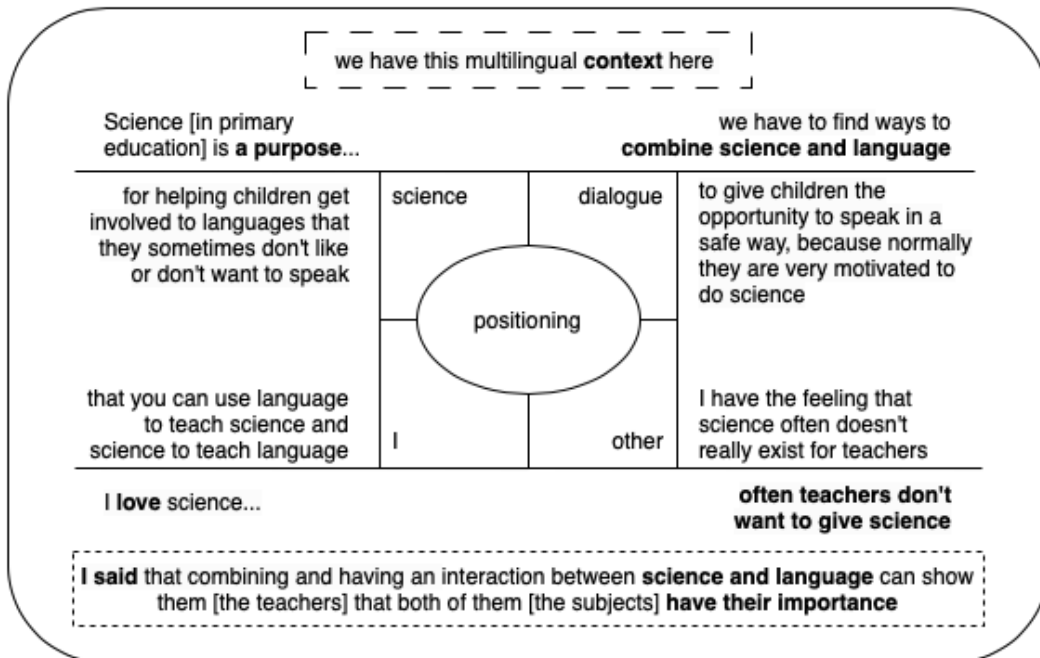 we have this multilingual context here
Science [in primary
education] is a purpose...
we have to find ways to
combine science and language
for helping children get
involved to languages that
they sometimes don't like
or don't want to speak
science
dialogue
to give children the
opportunity to speak in a
safe way, because normally
they are very motivated to
do science
positioning
that you can use language
to teach science and
science to teach language
I
other
I have the feeling that
science often doesn't
really exist for teachers
I love science...
often teachers don't
want to give science
I said that combining and having an interaction between science and language can show
them [the teachers] that both of them [the subjects] have their importance